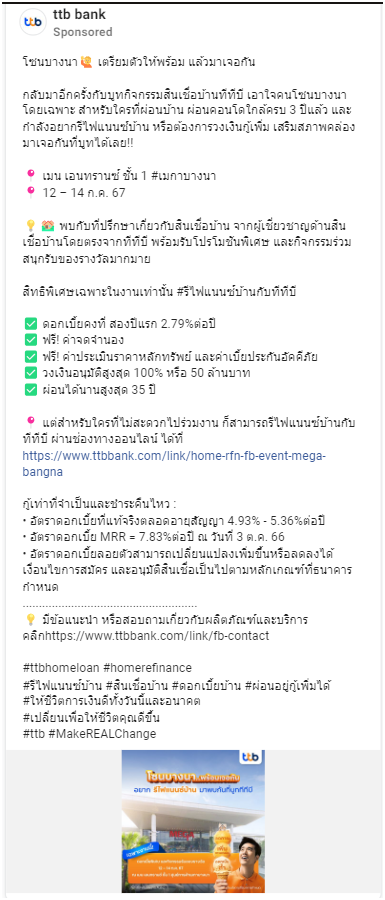 ttb bank
Sponsored
โซนบางนา 🙋 เตรียมตัวให้พร้อม แล้วมาเจอกัน
กลับมาอีกครั้งกับบูทกิจกรรมสินเชื่อบ้านทีทีบี เอาใจคนโซนบางนา
โดยเฉพาะ สำหรับใครที่ผ่อนบ้าน ผ่อนคอนโดใกล้ครบ 3 ปีแล้ว และ
กำลังอยากรีไฟแนนซ์บ้าน หรือต้องการวงเงินกู้เพิ่ม เสริมสภาพคล่อง
มาเจอกันที่บูทได้เลย!!
📍 เมน เอนทรานซ์ ชั้น 1 #เมกาบางนา
📍 12 – 14 ก.ค. 67
💡 พบกับที่ปรึกษาเกี่ยวกับสินเชื่อบ้าน จากผู้เชี่ยวชาญด้านสิน
เชื่อบ้านโดยตรงจากทีทีบี พร้อมรับโปรโมชันพิเศษ และกิจกรรมร่วม
สนุกรับของรางวัลมากมาย
สิทธิพิเศษเฉพาะในงานเท่านั้น #รีไฟแนนซ์บ้านกับทีทีบี
✅ ดอกเบี้ยคงที่ สองปีแรก 2.79%ต่อปี
✅ ฟรี! ค่าจดจำนอง
✅ ฟรี! ค่าประเมินราคาหลักทรัพย์ และค่าเบี้ยประกันอัคคีภัย
✅ วงเงินอนุมัติสูงสุด 100% หรือ 50 ล้านบาท
✅ ผ่อนได้นานสูงสุด 35 ปี
📍 แต่สำหรับใครที่ไม่สะดวกไปร่วมงาน ก็สามารถรีไฟแนนซ์บ้านกับ
ทีทีบี ผ่านช่องทางออนไลน์ ได้ที่
https://www.ttbbank.com/link/home-rfn-fb-event-mega-
bangna
กู้เท่าที่จำเป็นและชำระคืนไหว :
• อัตราดอกเบี้ยที่แท้จริงตลอดอายุสัญญา 4.93% - 5.36%ต่อปี
• อัตราดอกเบี้ย MRR = 7.83%ต่อปี ณ วันที่ 3 ต.ค. 66
• อัตราดอกเบี้ยลอยตัวสามารถเปลี่ยนแปลงเพิ่มขึ้นหรือลดลงได้
เงื่อนไขการสมัคร และอนุมัติสินเชื่อเป็นไปตามหลักเกณฑ์ที่ธนาคาร
กำหนด
......................................................
💡 มีข้อแนะนำ หรือสอบถามเกี่ยวกับผลิตภัณฑ์และบริการ
คลิกhttps://www.ttbbank.com/link/fb-contact
#ttbhomeloan #homerefinance
#รีไฟแนนซ์บ้าน #สินเชื่อบ้าน #ดอกเบี้ยบ้าน #ผ่อนอยู่กู้เพิ่มได้
#ให้ชีวิตการเงินดีทั้งวันนี้และอนาคต
#เปลี่ยนเพื่อให้ชีวิตคุณดีขึ้น
#ttb #MakeREALChange
ttb
โซนบางนา เตรียมเจอกัน
อยาก รีไฟแนนซ์บ้าน มาพบกันที่บูทที่ทีทีบี
MEGA